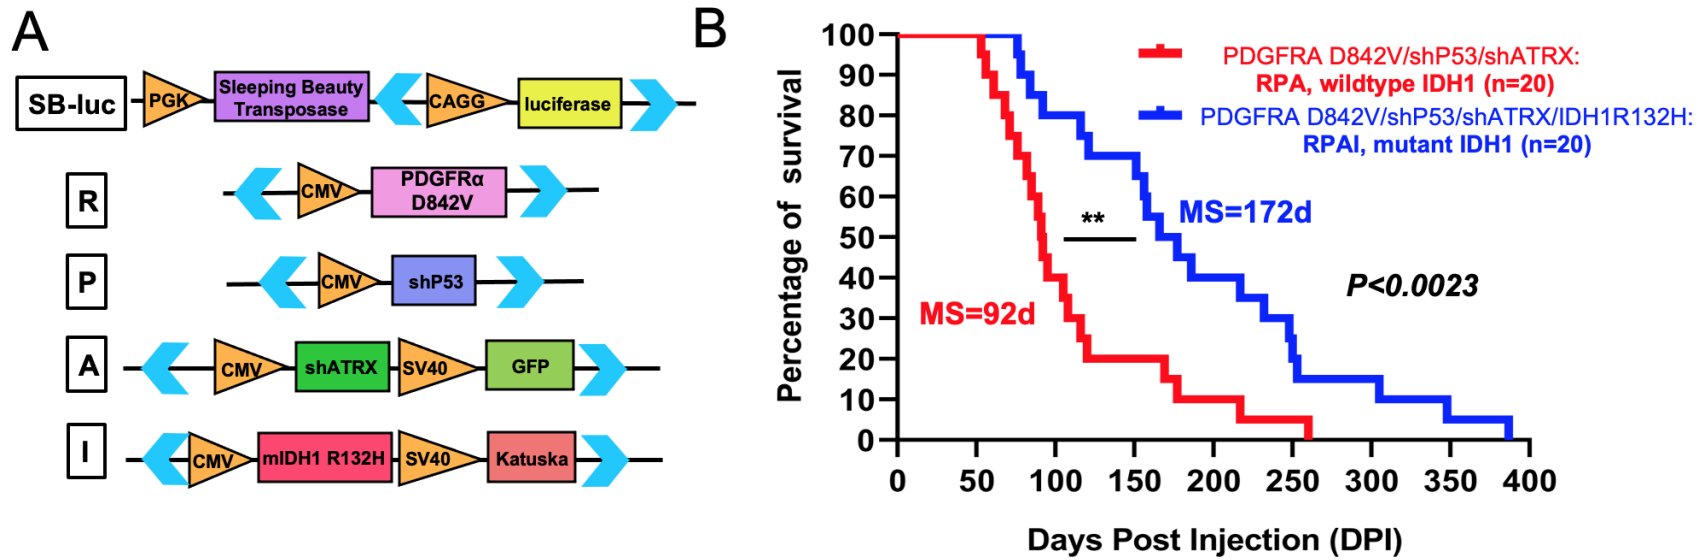 A
SB-luc
PGK
Sleeping Beauty
Transposase
CAGG
luciferase
R
CMV
PDGFRα
D842V
P
CMV
shP53
A
CMV
shATRX
SV40
GFP
I
CMV
mIDH1 R132H
SV40
Katuska
B
Percentage of survival
100
90
80
70
60
50
40
30
20
10
0
PDGFRA D842V/shP53/shATRX:
RPA, wildtype IDH1 (n=20)
PDGFRA D842V/shP53/shATRX/IDH1R132H:
RPAI, mutant IDH1 (n=20)
**
MS=172d
MS=92d
P<0.0023
0 50 100 150 200 250 300 350 400
Days Post Injection (DPI)